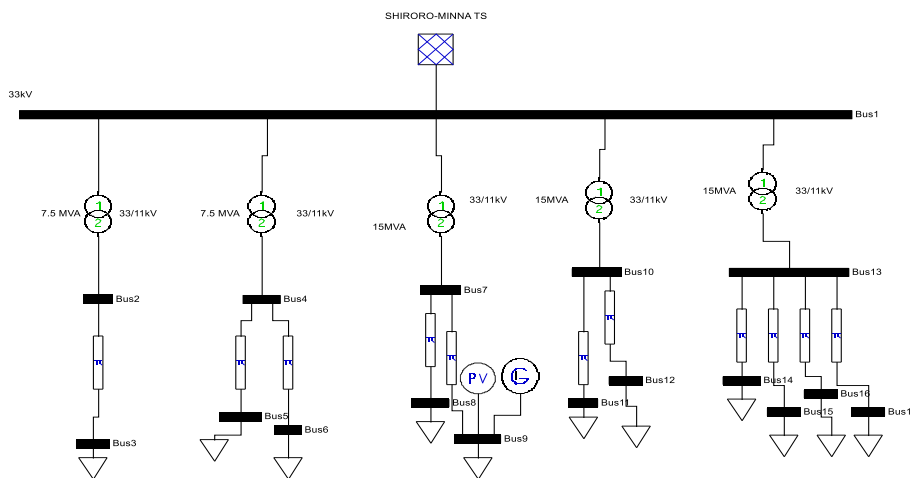 SHIRORO-MINNA TS
33kV
Bus1
1
2
7.5 MVA
33/11kV
1
2
7.5 MVA
33/11kV
1
2
15MVA
33/11kV
1
2
15MVA
33/11kV
1
2
15MVA
33/11kV
Bus2
Bus4
Bus7
Bus10
Bus13
π
π
π
π
π
π
π
π
π
π
π
PV
G
Bus3
Bus5
Bus6
Bus8
Bus9
Bus11
Bus12
Bus14
Bus15
Bus16
Bus1